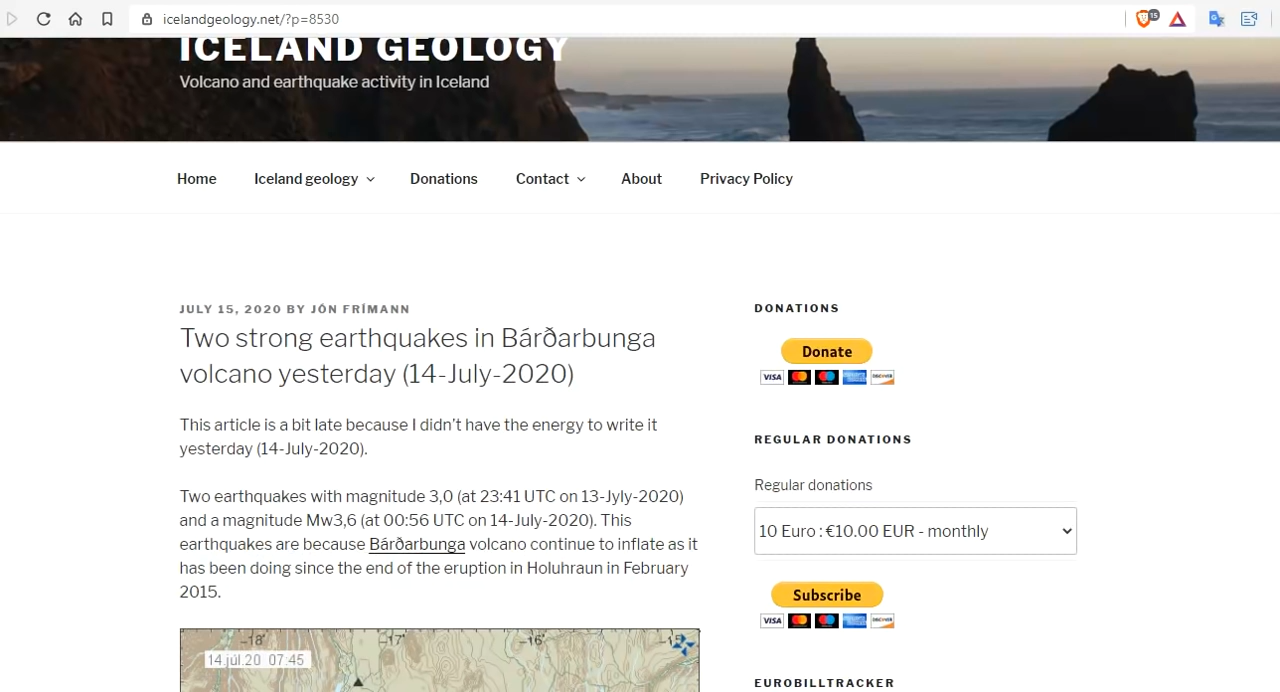 icelandgeology.net/?p=8530
15
ICELAND GEOLOGY
Volcano and earthquake activity in Iceland
Home Iceland geology Donations Contact About Privacy Policy
JULY 15, 2020 BY JÓN FRÍMANN
Two strong earthquakes in Bárðarbunga
volcano yesterday (14-July-2020)
This article is a bit late because I didn't have the energy to write it
yesterday (14-July-2020).
Two earthquakes with magnitude 3,0 (at 23:41 UTC on 13-Jyly-2020)
and a magnitude Mw3,6 (at 00:56 UTC on 14-July-2020). This
earthquakes are because Bárðarbunga volcano continue to inflate as it
has been doing since the end of the eruption in Holuhraun in February
2015.
-18°
-17°
-16°
14.júl.20 07:45
DONATIONS
Donate
VISA
DISCOVER
REGULAR DONATIONS
Regular donations
10 Euro : €10.00 EUR - monthly
Subscribe
VISA
DISCOVER
EUROBILLTRACKER